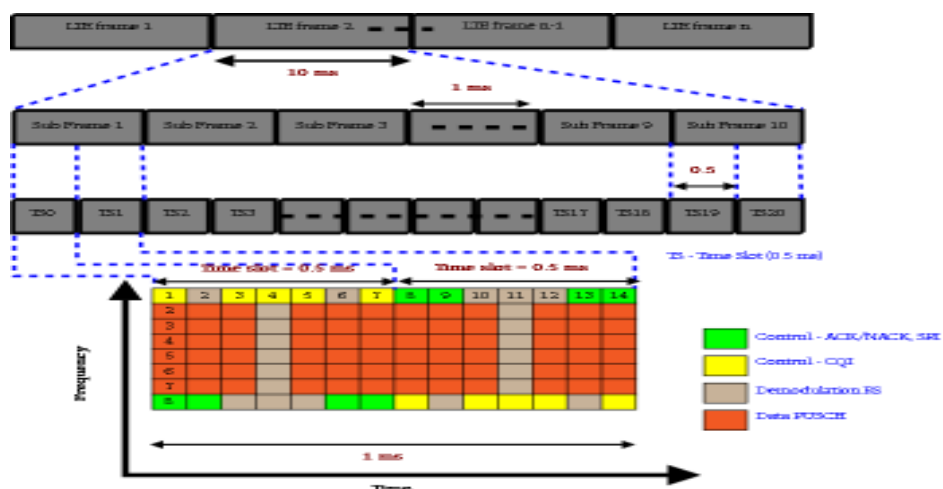 LTE frame 1 LTE frame 2 LTE frame n-1 LTE frame n
10 ms
1 ms
Sub Frame 1 Sub Frame 2 Sub Frame 3 Sub Frame 9 Sub Frame 10
0.5
TS0 TS1 TS2 TS3 TS17 TS18 TS19 TS20
TS - Time Slot (0.5 ms)
Time slot = 0.5 ms Time slot = 0.5 ms
1 2 3 4 5 6 7 8 9 10 11 12 13 14
2
3
4
5
6
7
8
Frequency
Control - ACK/NACK, SRI
Control - CQI
Demodulation RS
Data PUSCH
1 ms
Time